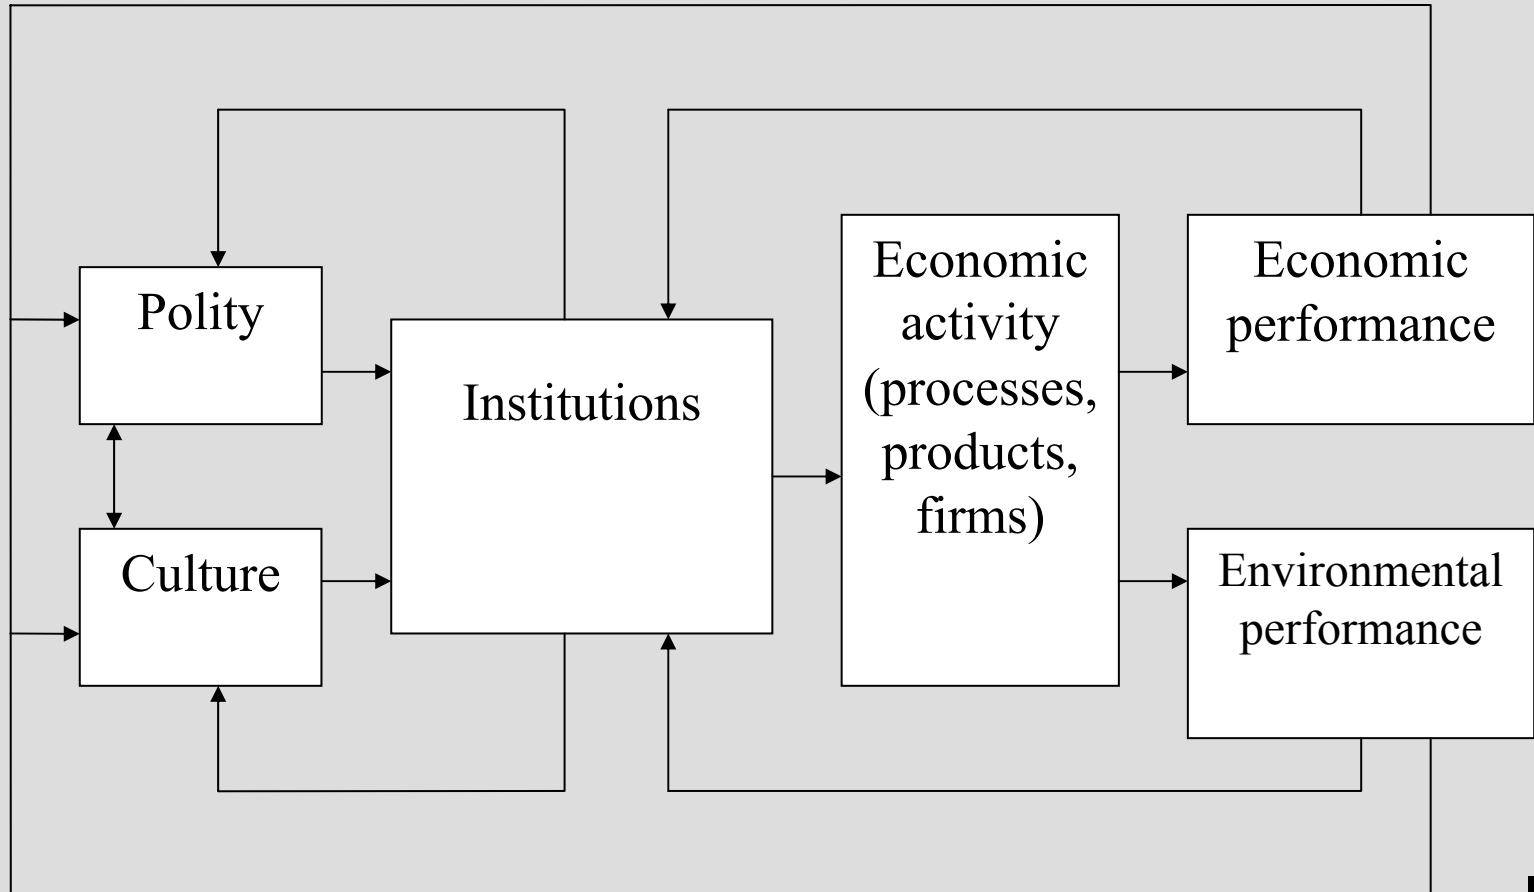 Polity
Culture
Institutions
Economic
activity
(processes,
products,
firms)
Economic
performance
Environmental
performance